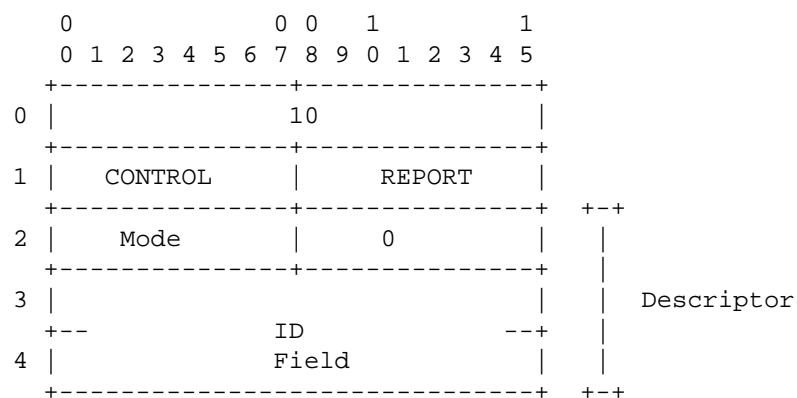 0 0 0 1 1
0 1 2 3 4 5 6 7 8 9 0 1 2 3 4 5
+---------------+---------------+
0 | 10 |
+---------------+---------------+
1 | CONTROL | REPORT |
+---------------+---------------+ +-+
2 | Mode | 0 | |
+---------------+---------------+ |
3 | | | Descriptor
+-- ID --+ |
4 | Field | |
+-------------------------------+ +-+